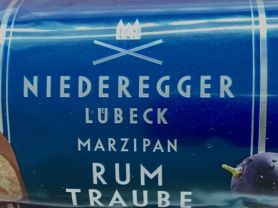 NIEDEREGGER
LÜBECK
MARZIPAN
RUM
TRAUBE